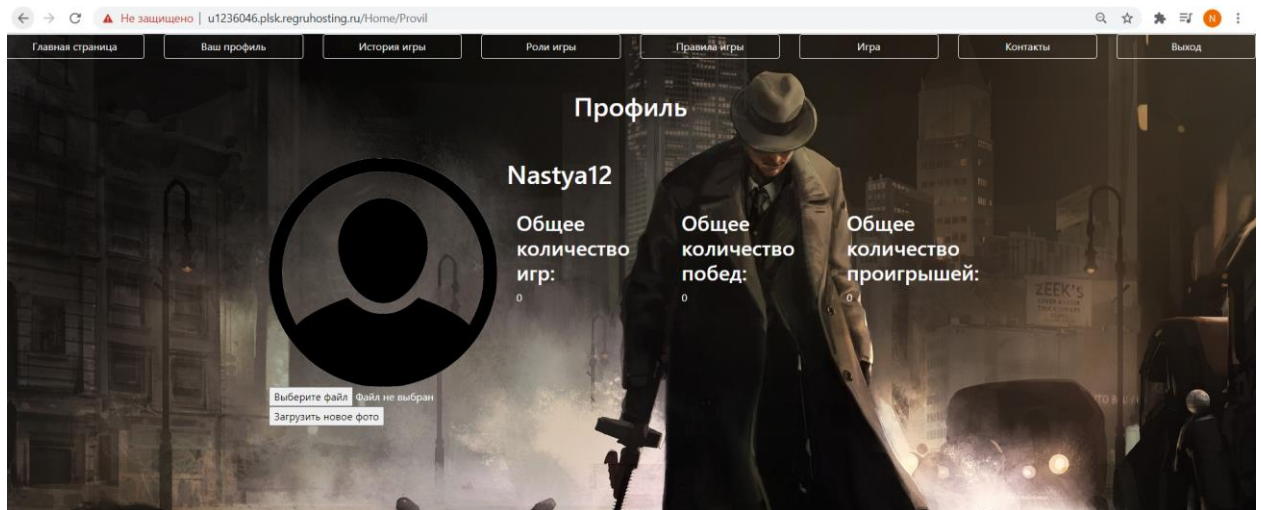 Не защищено | u1236046.plsk.regruhosting.ru/Home/Provil
N
Главная страница
Ваш профиль
История игры
Роли игры
Правила игры
Игра
Контакты
Выход
Профиль
Nastya12
Общее
количество
игр:
0
Общее
количество
побед:
0
Общее
количество
проигрышей:
0
ZEEK'S
Выберите файл Файл не выбран
Загрузить новое фото